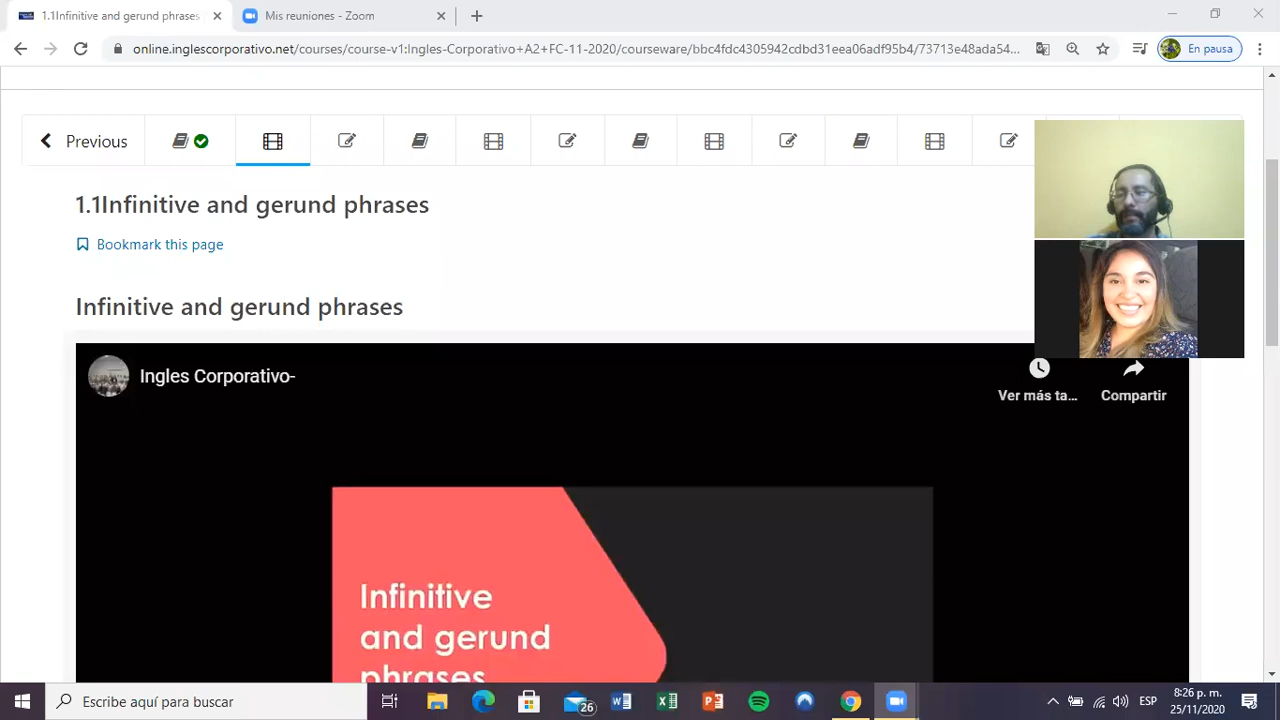 1.1Infinitive and gerund phrases
Mis reuniones - Zoom
online.inglescorporativo.net/courses/course-v1:Ingles-Corporativo+A2+FC-11-2020/courseware/bbc4fdc4305942cdbd31eea06adf95b4/73713e48ada54...
En pausa
Previous
1.1Infinitive and gerund phrases
Bookmark this page
Infinitive and gerund phrases
Ingles Corporativo-
Ver más ta...
Compartir
Infinitive
and gerund
phrases
Escribe aquí para buscar
26
ESP
8:26 p. m.
25/11/2020